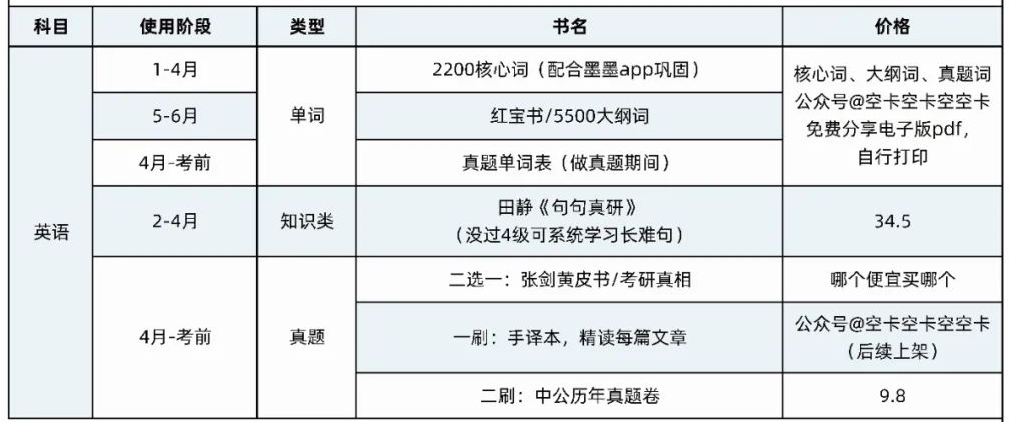 科目 使用阶段 类型 书名 价格
1-4月 2200核心词（配合墨墨app巩固）
核心词、大纲词、真题词
公众号@空卡空卡空空卡
免费分享电子版pdf，
自行打印
5-6月 单词 红宝书/5500大纲词
4月-考前 真题单词表（做真题期间）
英语
2-4月 知识类 田静《句句真研》
（没过4级可系统学习长难句）
34.5
二选一：张剑黄皮书/考研真相 哪个便宜买哪个
4月-考前 真题 一刷：手译本，精读每篇文章
公众号@空卡空卡空空卡
（后续上架）
二刷：中公历年真题卷 9.8